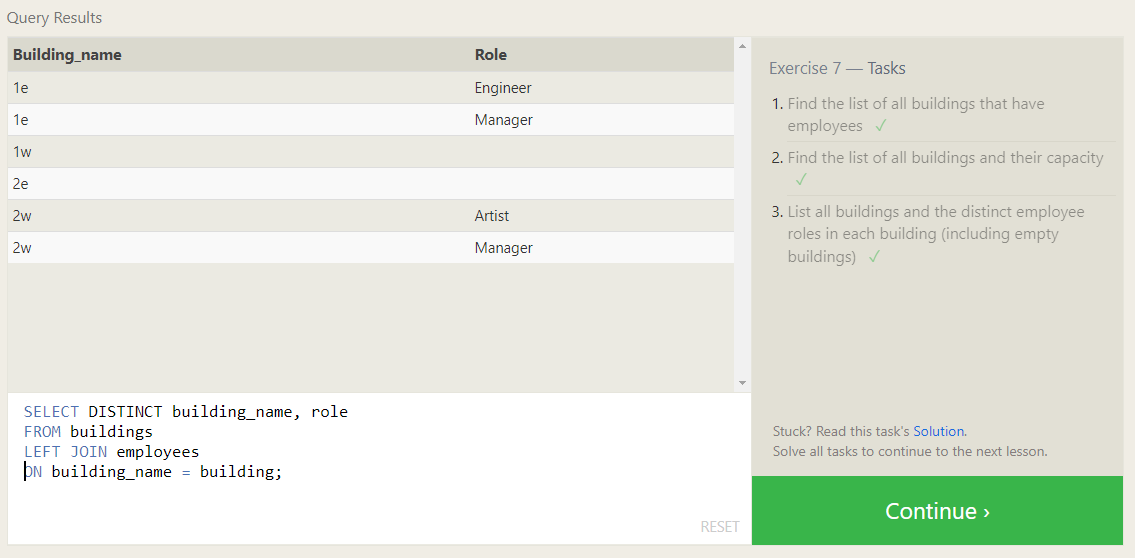 Query Results
Building_name Role
1e Engineer
1e Manager
1w
2e
2w Artist
2w Manager
SELECT DISTINCT building_name, role
FROM buildings
LEFT JOIN employees
ON building_name = building;
RESET
Exercise 7 — Tasks
1. Find the list of all buildings that have
employees ✓
2. Find the list of all buildings and their capacity
✓
3. List all buildings and the distinct employee
roles in each building (including empty
buildings) ✓
Stuck? Read this task's Solution.
Solve all tasks to continue to the next lesson.
Continue ›